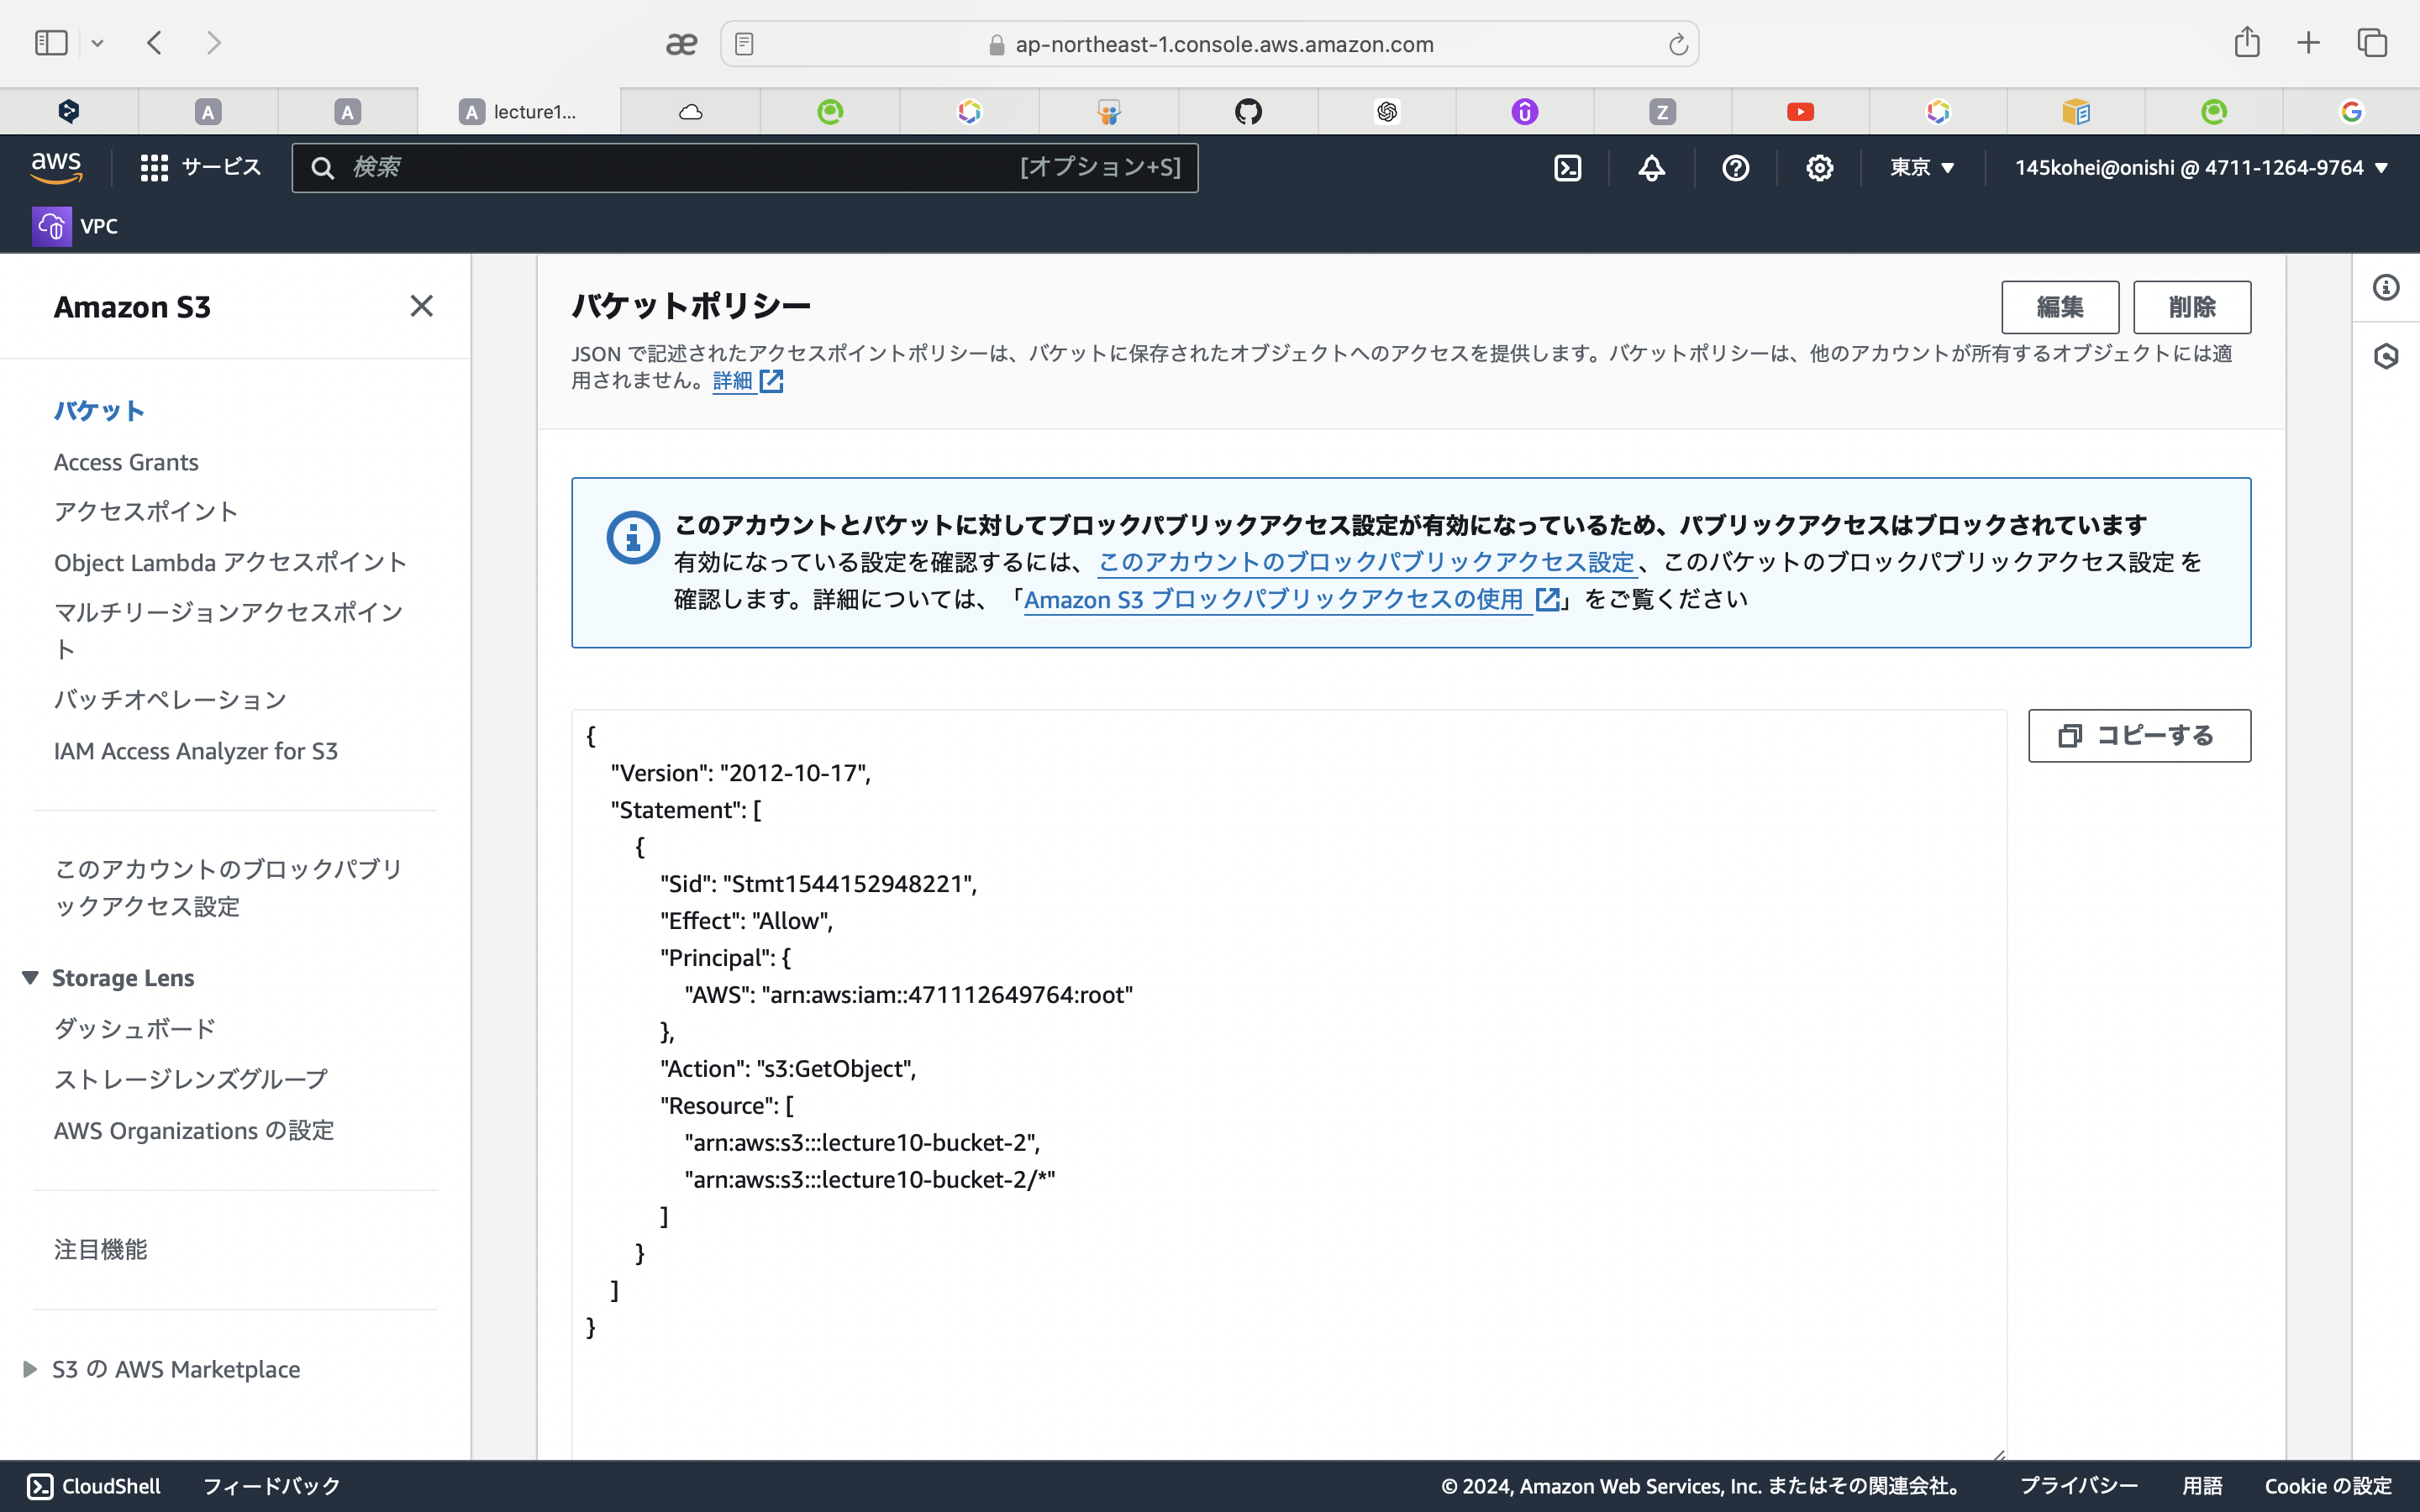 ap-northeast-1.console.aws.amazon.com
lecture1...
aws
サービス
検索
[オプション+S]
東京
145kohei@onishi @ 4711-1264-9764
VPC
Amazon S3
バケット
Access Grants
アクセスポイント
Object Lambda アクセスポイント
マルチリージョンアクセスポイン
ト
バッチオペレーション
IAM Access Analyzer for S3
このアカウントのブロックパブリ
ックアクセス設定
Storage Lens
ダッシュボード
ストレージレンズグループ
AWS Organizations の設定
注目機能
S3 の AWS Marketplace
バケットポリシー
編集
削除
JSON で記述されたアクセスポイントポリシーは、バケットに保存されたオブジェクトへのアクセスを提供します。バケットポリシーは、他のアカウントが所有するオブジェクトには適
用されません。詳細
このアカウントとバケットに対してブロックパブリックアクセス設定が有効になっているため、パブリックアクセスはブロックされています
有効になっている設定を確認するには、このアカウントのブロックパブリックアクセス設定、このバケットのブロックパブリックアクセス設定 を
確認します。詳細については、「Amazon S3 ブロックパブリックアクセスの使用」をご覧ください
コピーする
{
"Version": "2012-10-17",
"Statement": [
{
"Sid": "Stmt1544152948221",
"Effect": "Allow",
"Principal": {
"AWS": "arn:aws:iam::471112649764:root"
},
"Action": "s3:GetObject",
"Resource": [
"arn:aws:s3:::lecture10-bucket-2",
"arn:aws:s3:::lecture10-bucket-2/*"
]
}
]
}
CloudShell
フィードバック
© 2024, Amazon Web Services, Inc. またはその関連会社。
プライバシー
用語
Cookie の設定